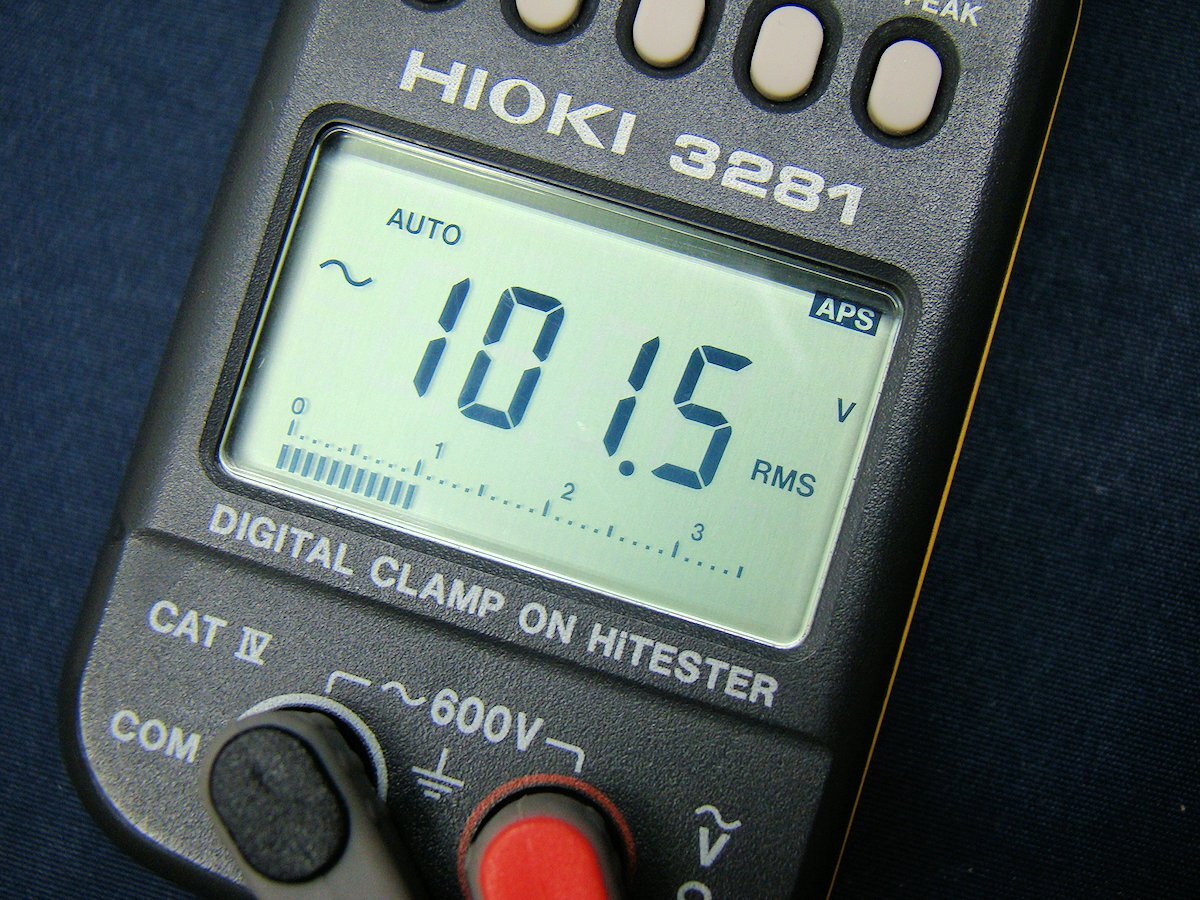 PEAK
HIOKI 3281
AUTO
APS
~ 101.5 V
RMS
0 1 2 3
DIGITAL CLAMP ON HiTESTER
CAT IV
~600V
COM
V